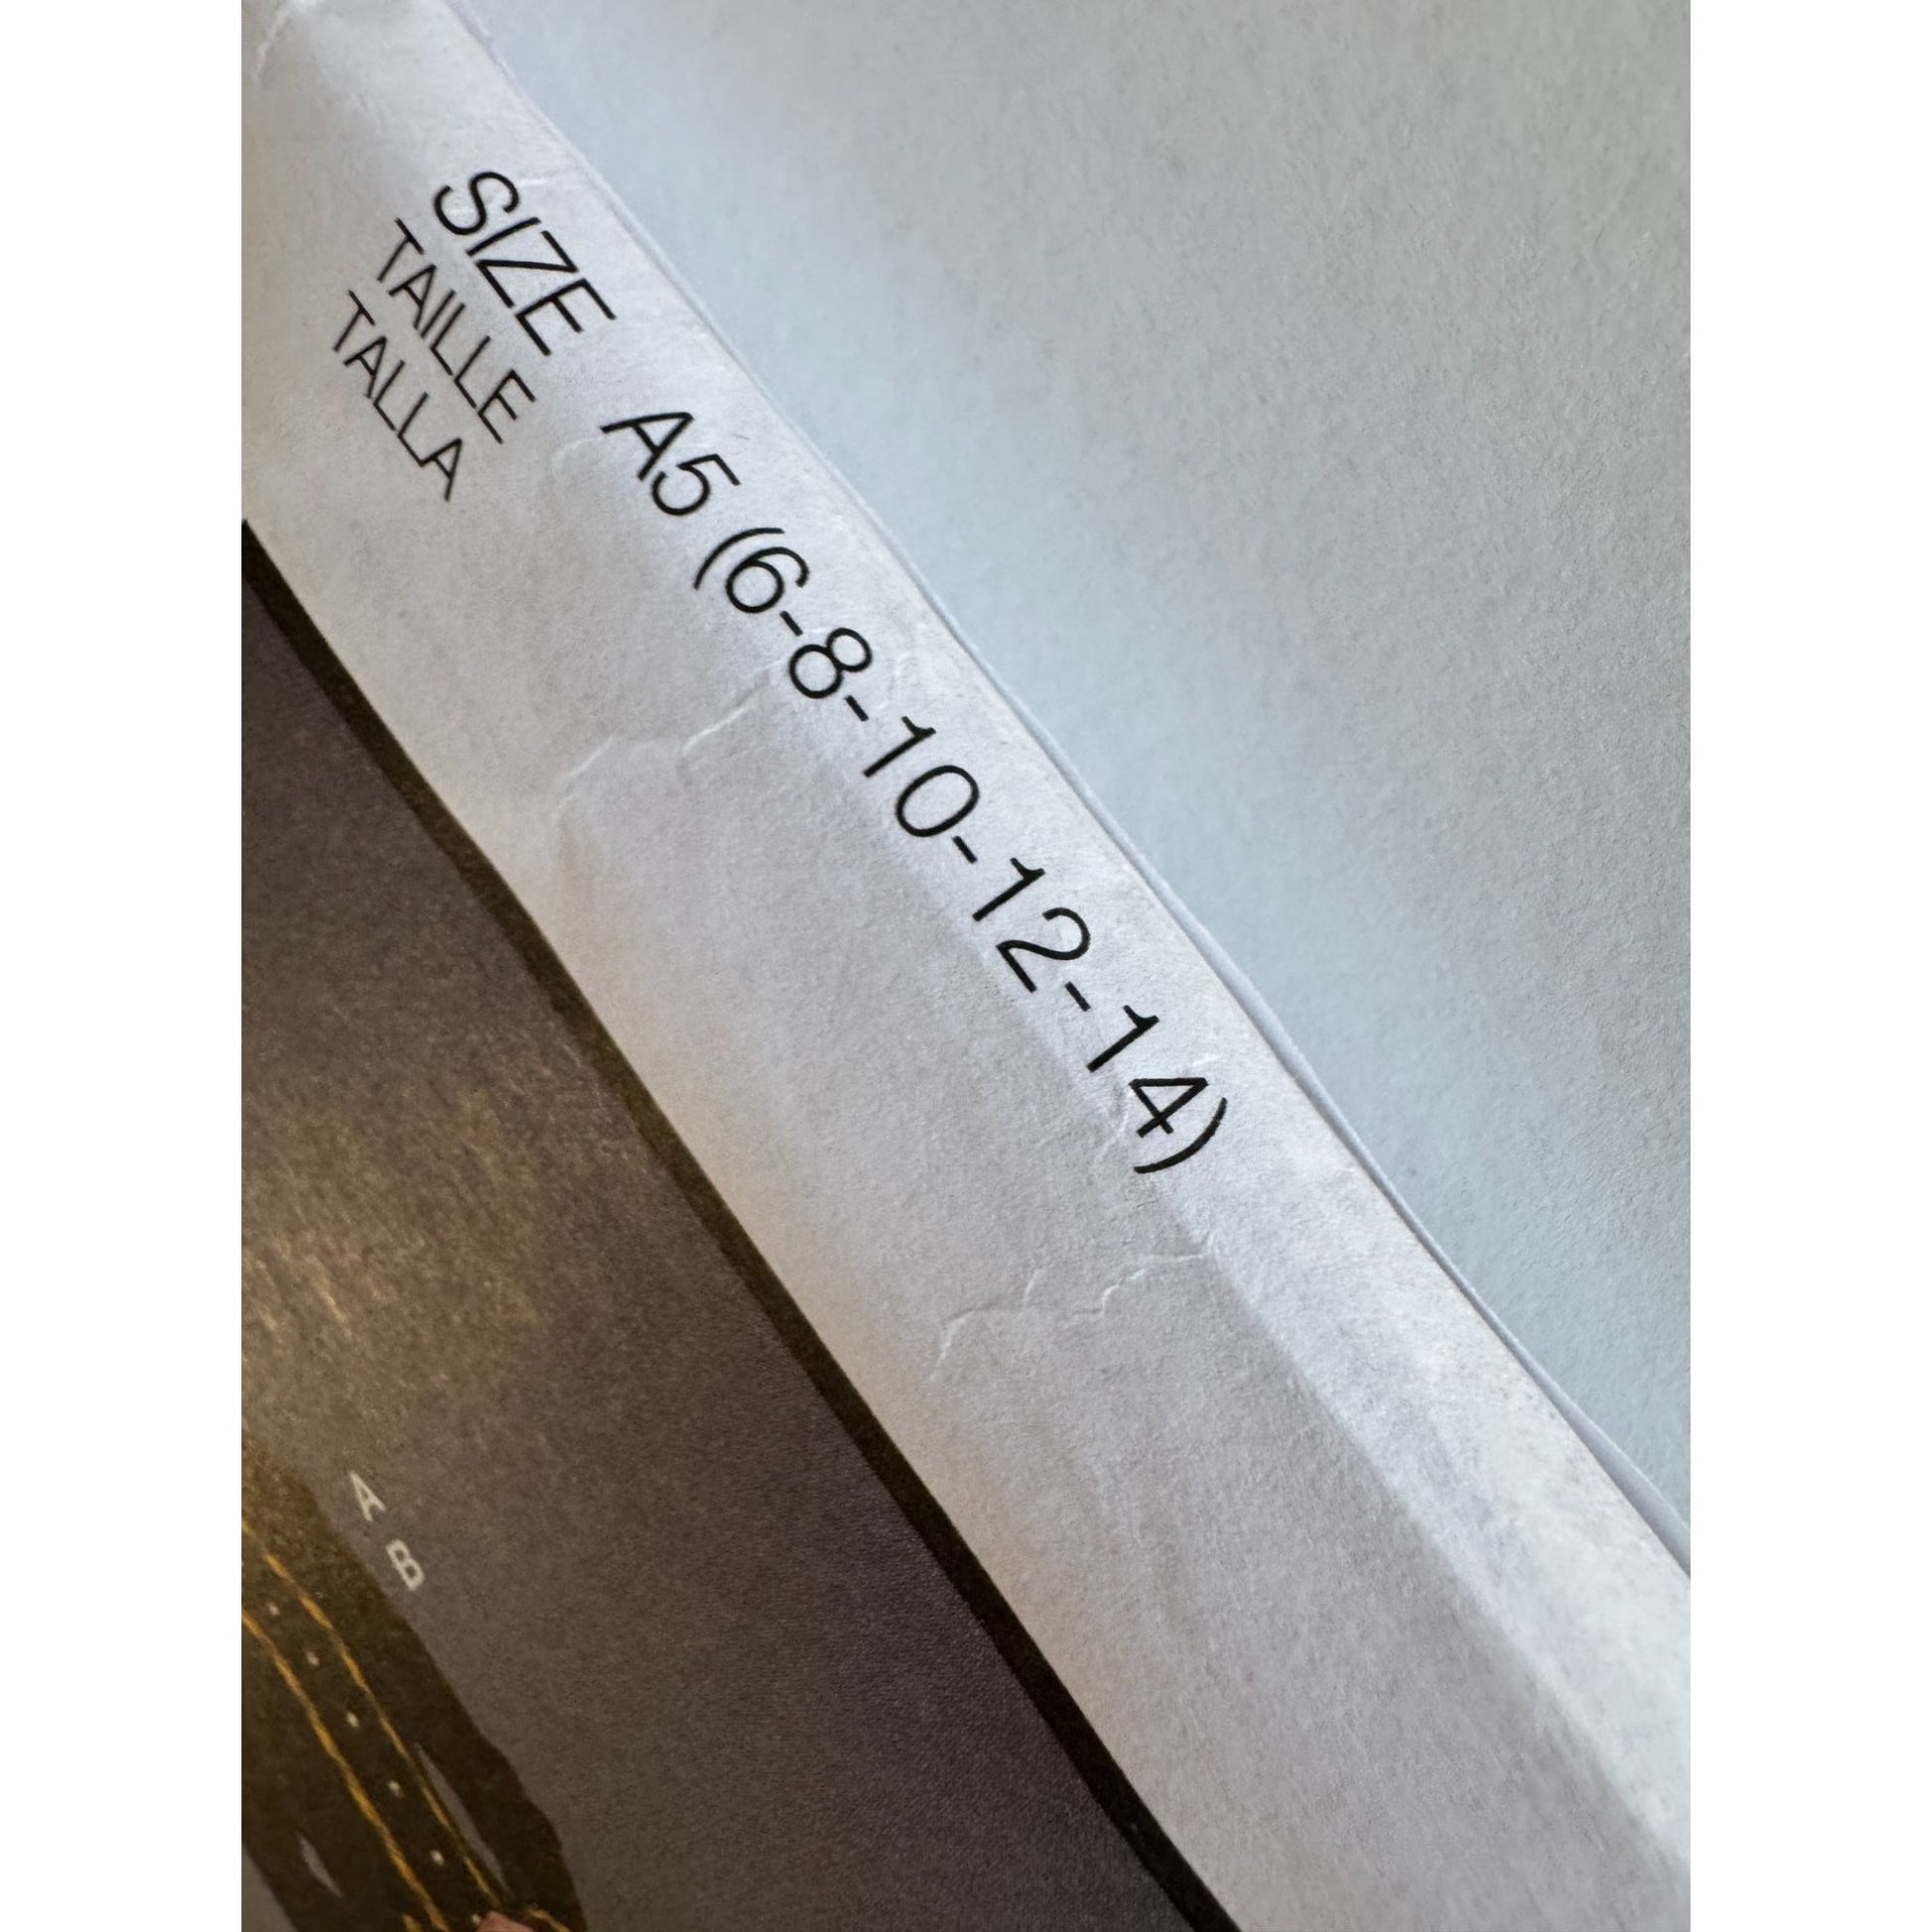 SIZE A5 (6-8-10-12-14)
TAILLE
TALLA
A
B